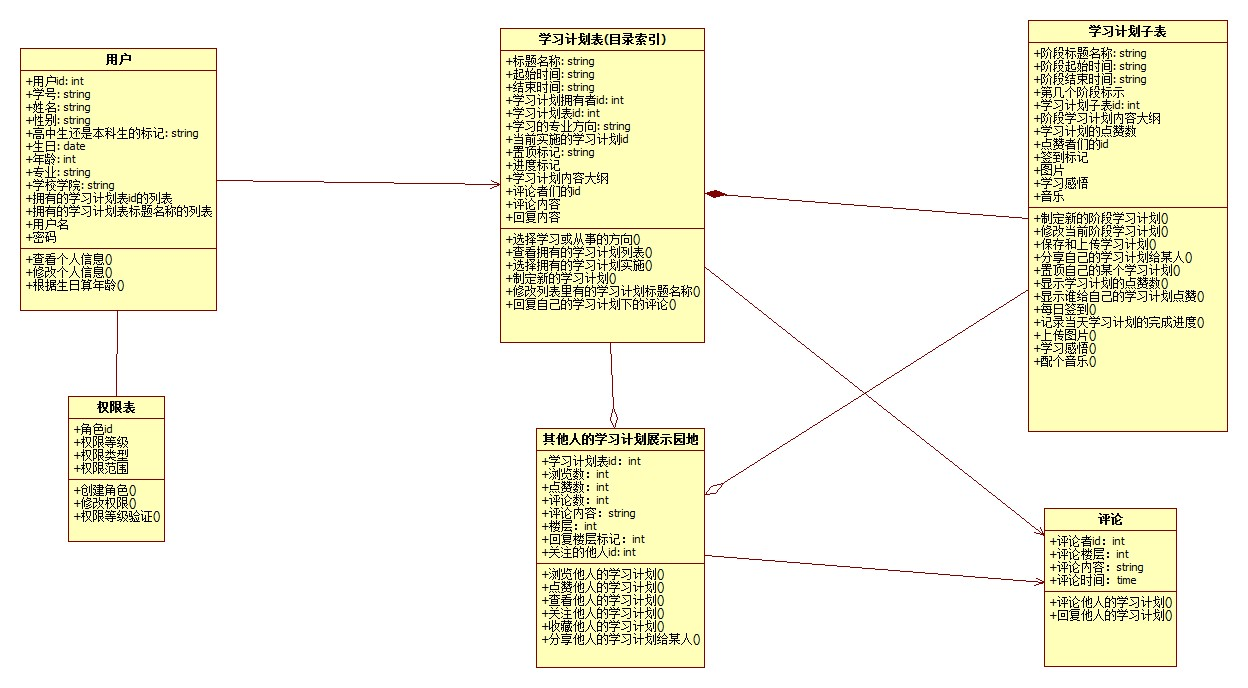 用户
+用户id: int
+学号: string
+姓名: string
+性别: string
+高中生还是本科生的标记: string
+生日: date
+年龄: int
+专业: string
+学校学院: string
+拥有的学习计划表id的列表
+拥有的学习计划表标题名称的列表
+用户名
+密码
+查看个人信息()
+修改个人信息()
+根据生日算年龄()
权限表
+角色id
+权限等级
+权限类型
+权限范围
+创建角色()
+修改权限()
+权限等级验证()
学习计划表(目录索引)
+标题名称: string
+起始时间: string
+结束时间: string
+学习计划拥有者id: int
+学习计划表id: int
+学习的专业方向: string
+当前实施的学习计划id
+置顶标记: string
+进度标记
+学习计划内容大纲
+评论者们的id
+评论内容
+回复内容
+选择学习或从事的方向()
+查看拥有的学习计划列表()
+选择拥有的学习计划实施()
+制定新的学习计划()
+修改列表里有的学习计划标题名称()
+回复自己的学习计划下的评论()
其他人的学习计划展示园地
+学习计划表id: int
+浏览数: int
+点赞数: int
+评论数: int
+评论内容: string
+楼层: int
+回复楼层标记: int
+关注的他人id: int
+浏览他人的学习计划()
+点赞他人的学习计划()
+查看他人的学习计划()
+关注他人的学习计划()
+收藏他人的学习计划()
+分享他人的学习计划给某人()
学习计划子表
+阶段标题名称: string
+阶段起始时间: string
+阶段结束时间: string
+第几个阶段标示
+学习计划子表id: int
+阶段学习计划内容大纲
+学习计划的点赞数
+点赞者们的id
+签到标记
+图片
+学习感悟
+音乐
+制定新的阶段学习计划()
+修改当前阶段学习计划()
+保存和上传学习计划()
+分享自己的学习计划给某人()
+置顶自己的某个学习计划()
+显示学习计划的点赞数()
+显示谁给自己的学习计划点赞()
+每日签到()
+记录当天学习计划的完成进度()
+上传图片()
+学习感悟()
+配个音乐()
评论
+评论者id: int
+评论楼层: int
+评论内容: string
+评论时间: time
+评论他人的学习计划()
+回复他人的学习计划()